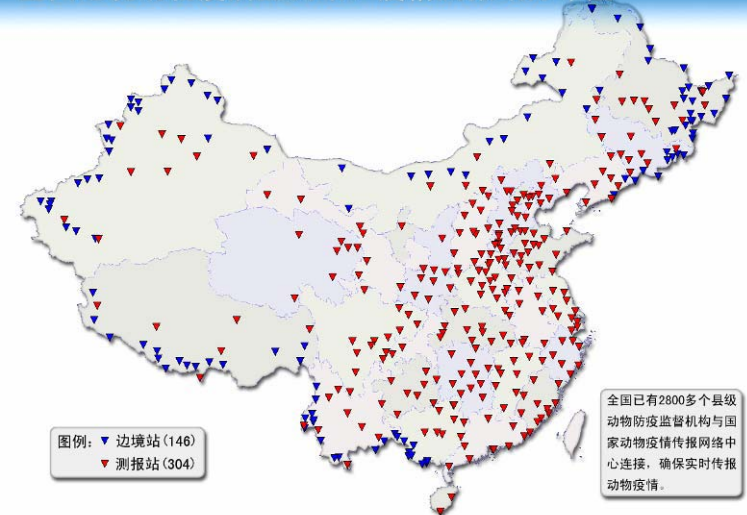 全国已有2800多个县级
动物防疫监督机构与国
家动物疫情传报网络中
心连接，确保实时传报
动物疫情。
图例：▼ 边境站(146)
▼ 测报站(304)